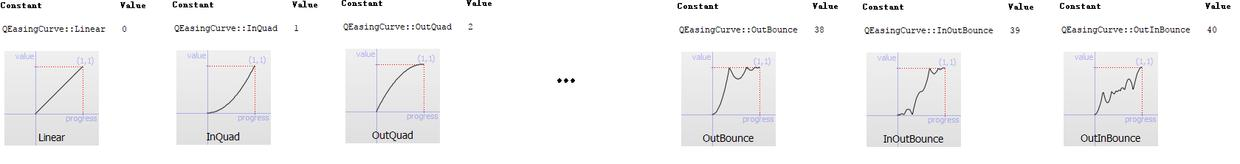 Constant Value
QEasingCurve::Linear 0
value
(1,1)
progress
Linear
Constant Value
QEasingCurve::InQuad 1
value
(1,1)
progress
InQuad
Constant Value
QEasingCurve::OutQuad 2
value
(1,1)
progress
OutQuad
...
Constant Value
QEasingCurve::OutBounce 38
value
(1,1)
progress
OutBounce
Constant Value
QEasingCurve::InOutBounce 39
value
(1,1)
progress
InOutBounce
Constant Value
QEasingCurve::OutInBounce 40
value
(1,1)
progress
OutInBounce